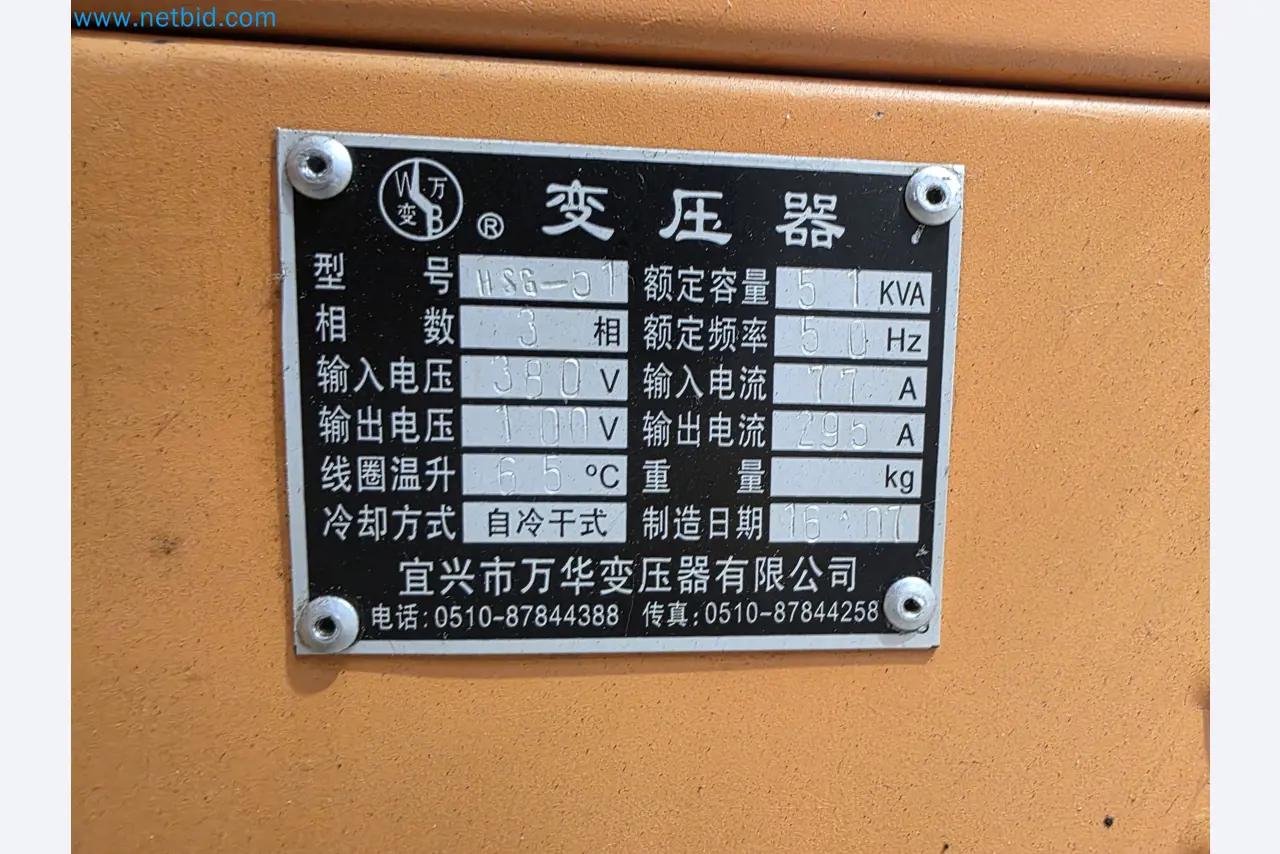 www.netbid.com
W万变B ® 变压器
型号 HSG-51 额定容量 51 KVA
相数 3 相 额定频率 50 Hz
输入电压 380 V 输入电流 77 A
输出电压 100 V 输出电流 295 A
线圈温升 65 ℃ 重量 kg
冷却方式 自冷干式 制造日期 16.07
宜兴市万华变压器有限公司
电话:0510-87844388 传真:0510-87844258